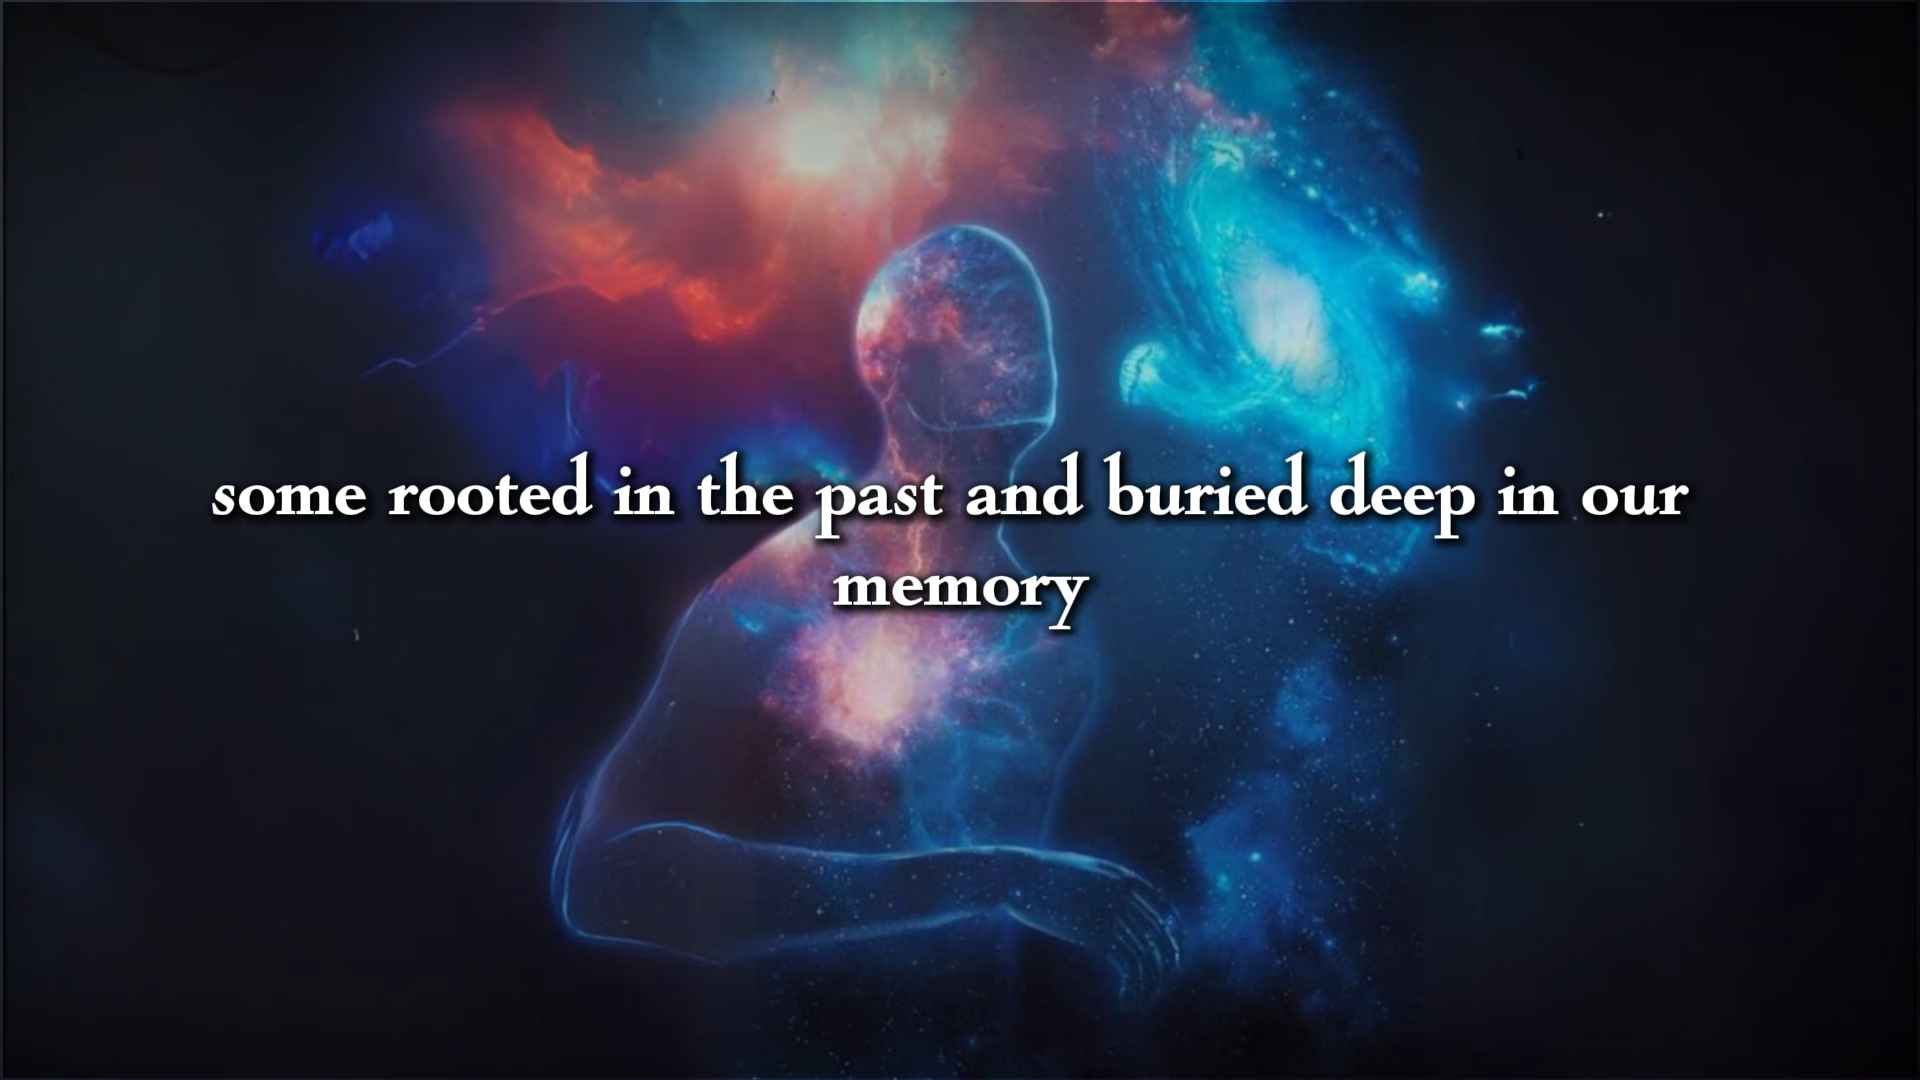 some rooted in the past and buried deep in our
memory